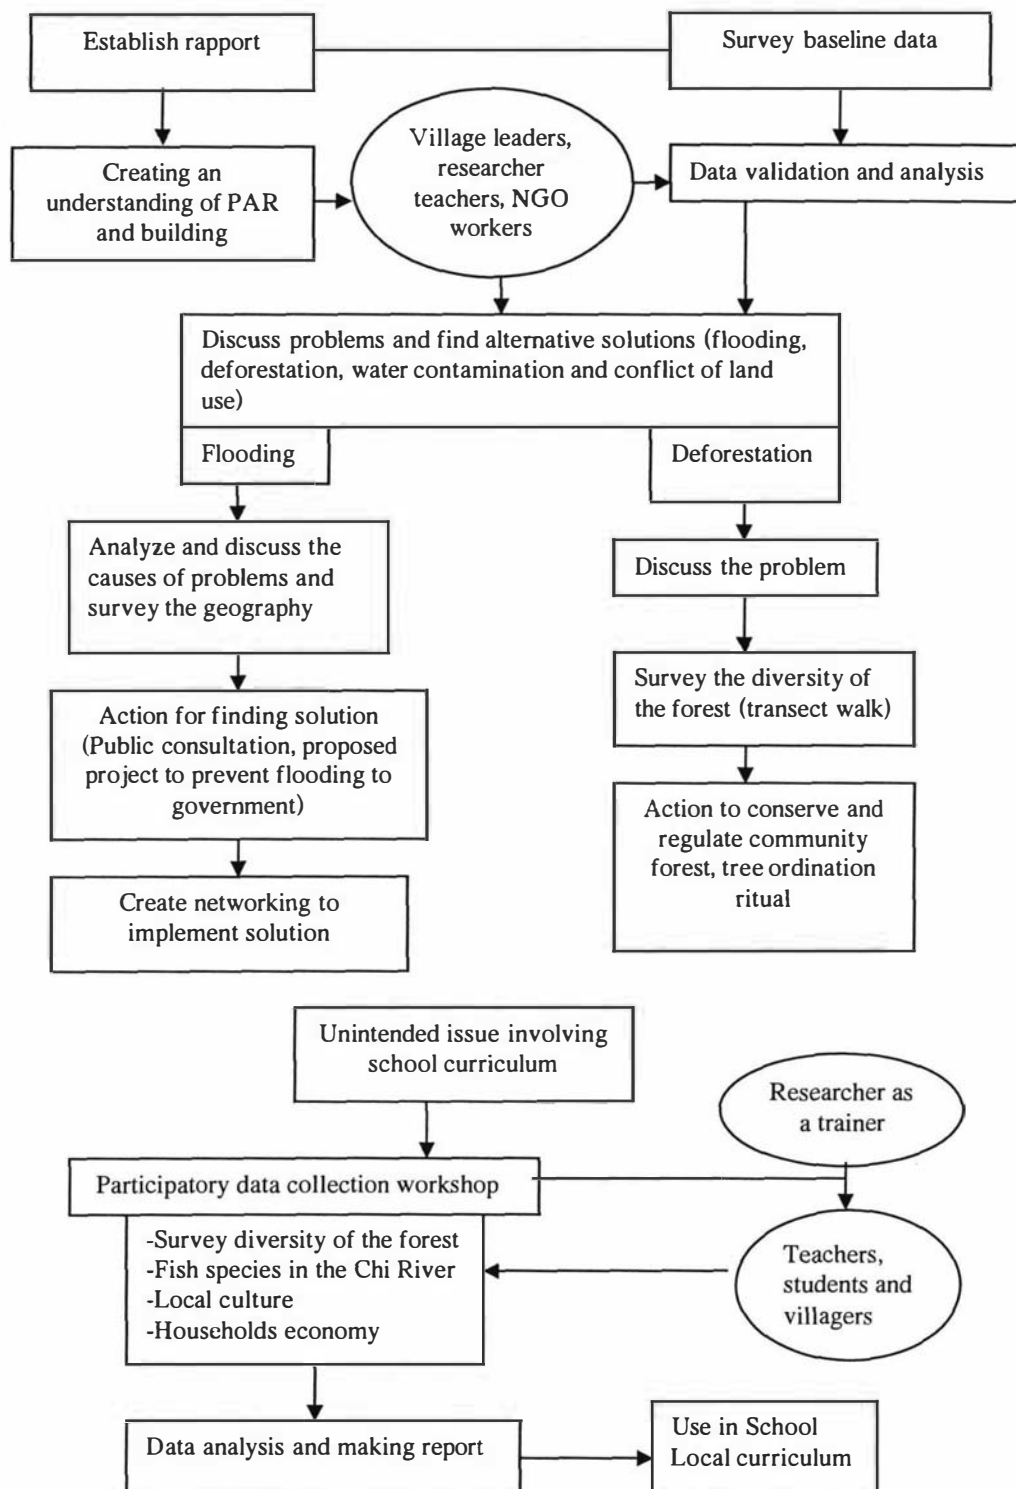 Establish rapport
Survey baseline data
Creating an
understanding of PAR
and building
Village leaders,
researcher
teachers, NGO
workers
Data validation and analysis
Discuss problems and find alternative solutions (flooding,
deforestation, water contamination and conflict of land
use)
Flooding
Deforestation
Analyze and discuss the
causes of problems and
survey the geography
Discuss the problem
Survey the diversity of
the forest (transect walk)
Action for finding solution
(Public consultation, proposed
project to prevent flooding to
government)
Action to conserve and
regulate community
forest, tree ordination
ritual
Create networking to
implement solution
Unintended issue involving
school curriculum
Researcher as
a trainer
Participatory data collection workshop
-Survey diversity of the forest
-Fish species in the Chi River
-Local culture
-Households economy
Teachers,
students and
villagers
Data analysis and making report
Use in School
Local curriculum